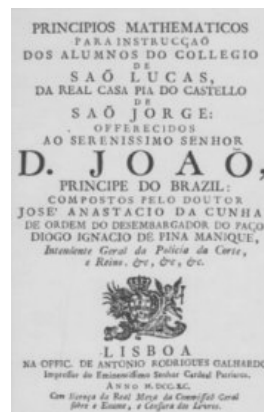 PRINCIPIOS MATHEMATICOS
PARA INSTRUCÇAÕ
DOS ALUMNOS DO COLLEGIO
DE
SAÕ LUCAS,
DA REAL CASA PIA DO CASTELLO
DE
SAÕ JORGE:
OFFERECIDOS
AO SERENISSIMO SENHOR
D. JOAÕ,
PRINCIPE DO BRAZIL:
COMPOSTOS PELO DOUTOR
JOSE' ANASTACIO DA CUNHA
DE ORDEM DO DESEMBARGADOR DO PAÇO
DIOGO IGNACIO DE PINA MANIQUE,
Intendente Geral da Policia da Corte,
e Reino, &c, &c, &c.
LISBOA
NA OFFIC. DE ANTONIO RODRIGUES GALHARDO
Impressor do Eminentissimo Senhor Cardeal Patriarca.
ANNO M. DCC. XC.
Com licença da Real Meza da Commissaõ Geral
sobre o Exame, e Censura dos Livros.